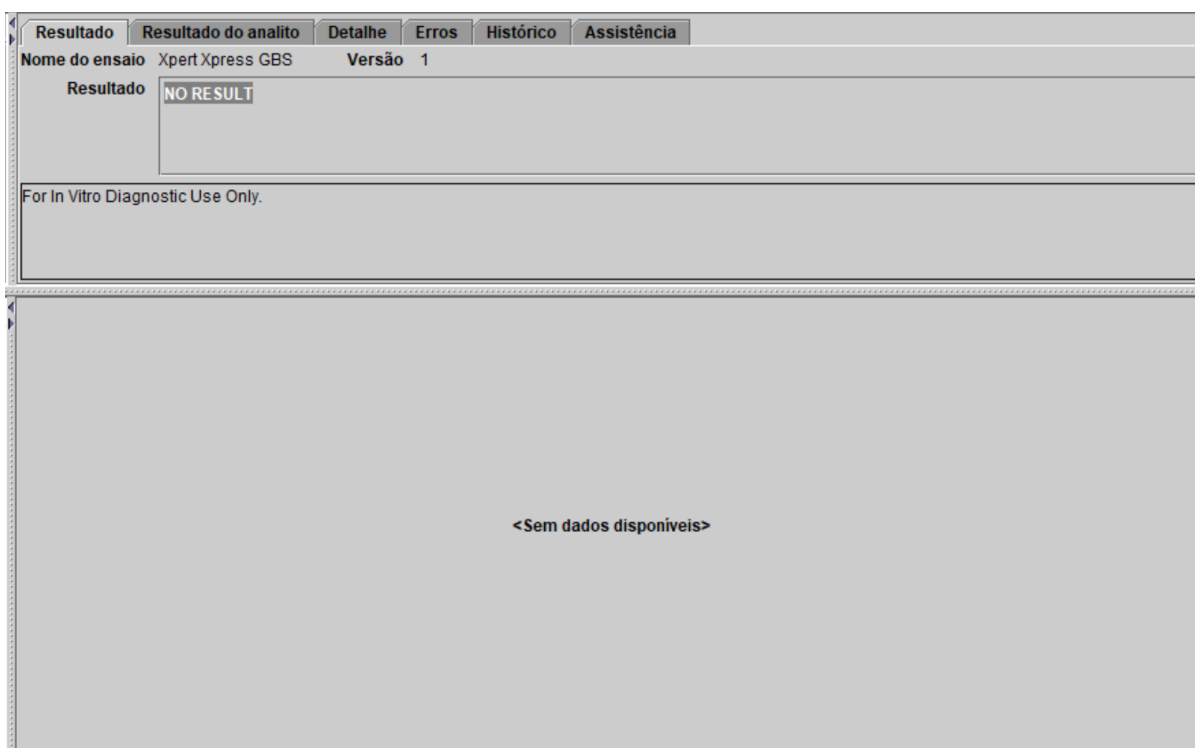 Resultado Resultado do analito Detalhe Erros Histórico Assistência
Nome do ensaio Xpert Xpress GBS Versão 1
Resultado NO RESULT
For In Vitro Diagnostic Use Only.
<Sem dados disponíveis>